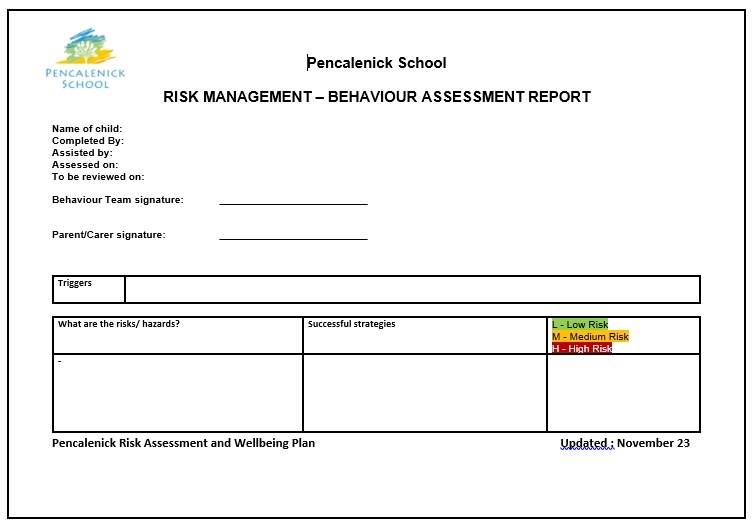 PENCALENICK
SCHOOL
Pencalenick School
RISK MANAGEMENT – BEHAVIOUR ASSESSMENT REPORT
Name of child:
Completed By:
Assisted by:
Assessed on:
To be reviewed on:
Behaviour Team signature:
Parent/Carer signature:
Triggers
What are the risks/ hazards?
Successful strategies
L - Low Risk
M - Medium Risk
H - High Risk
-
Pencalenick Risk Assessment and Wellbeing Plan
Updated : November 23